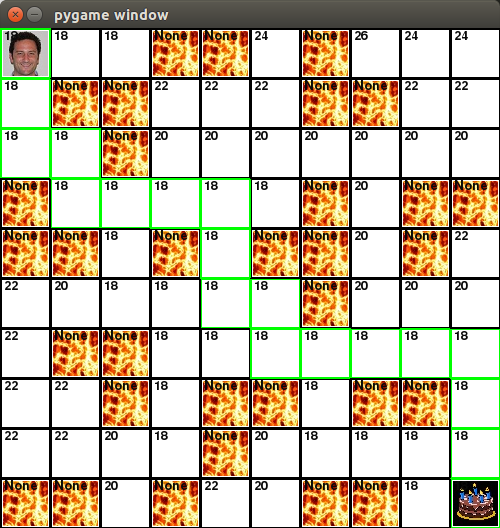 pygame window
18 18 18 None None 24 None 26 24 24
18 None None 22 22 22 None None 22 22
18 18 None 20 20 20 20 20 20 20
None 18 18 18 18 18 None 20 None None
None None 18 None 18 None None 20 None 22
22 20 18 18 18 18 None 20 20 20
22 None None 18 18 18 18 18 18 18
22 22 None 18 None None 18 None None 18
22 22 20 18 None 20 18 18 18 18
None None 20 None 22 20 None None 18